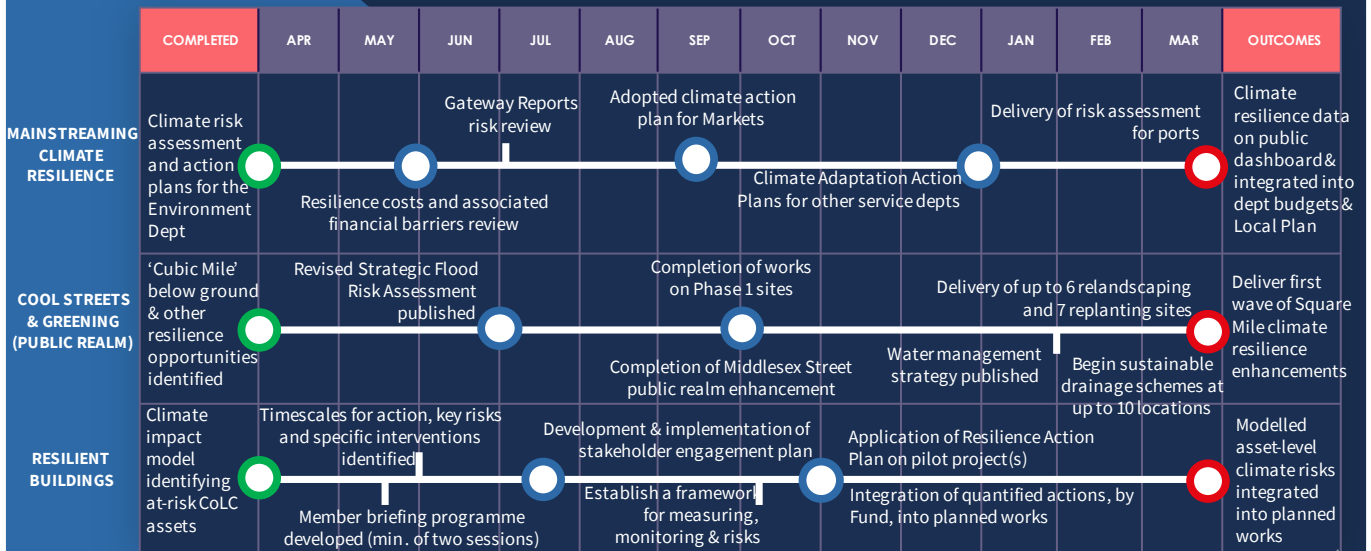 COMPLETED
APR
MAY
JUN
JUL
AUG
SEP
OCT
NOV
DEC
JAN
FEB
MAR
OUTCOMES
MAINSTREAMING
CLIMATE
RESILIENCE
Climate risk
assessment
and action
plans for the
Environment
Dept
Gateway Reports
risk review
Resilience costs and associated
financial barriers review
Adopted climate action
plan for Markets
Climate Adaptation Action
Plans for other service depts
Delivery of risk assessment
for ports
Climate
resilience data
on public
dashboard &
integrated into
dept budgets &
Local Plan
COOL STREETS
& GREENING
(PUBLIC REALM)
‘Cubic Mile’
below ground
& other
resilience
opportunities
identified
Revised Strategic Flood
Risk Assessment
published
Completion of works
on Phase 1 sites
Completion of Middlesex Street
public realm enhancement
Delivery of up to 6 relandscaping
and 7 replanting sites
Water management
strategy published
Begin sustainable
drainage schemes at
up to 10 locations
Deliver first
wave of Square
Mile climate
resilience
enhancements
RESILIENT
BUILDINGS
Climate
impact
model
identifying
at-risk CoLC
assets
Timescales for action, key risks
and specific interventions
identified
Member briefing programme
developed (min. of two sessions)
Development & implementation of
stakeholder engagement plan
Establish a framework
for measuring,
monitoring & risks
Application of Resilience Action
Plan on pilot project(s)
Integration of quantified actions, by
Fund, into planned works
Modelled
asset-level
climate risks
integrated
into planned
works